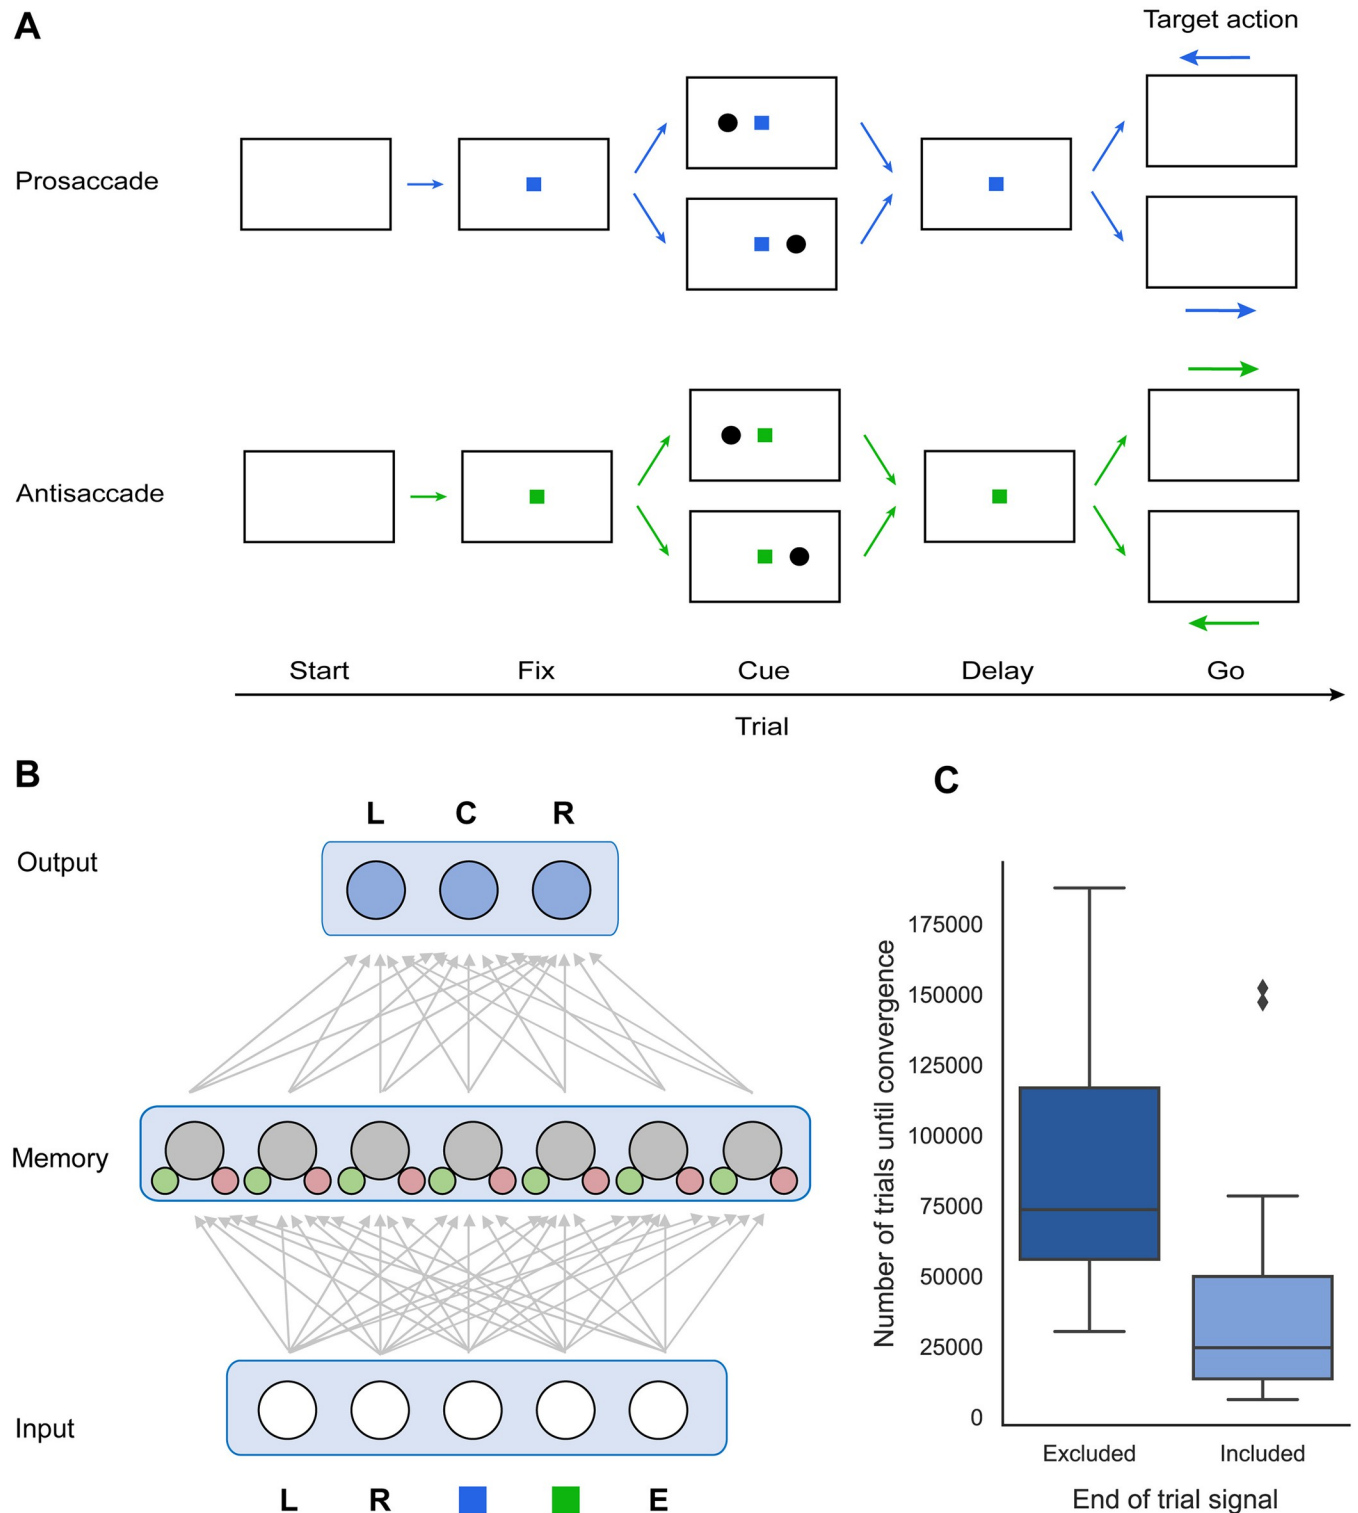 A
Target action
Prosaccade
Antisaccade
Start Fix Cue Delay Go
Trial
B
L C R
Output
Memory
Input
L R E
C
Number of trials until convergence
175000
150000
125000
100000
75000
50000
25000
0
Excluded Included
End of trial signal